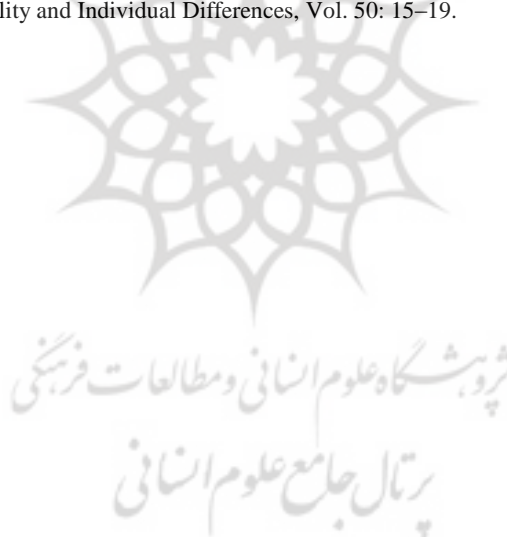 lity and Individual Differences, Vol. 50: 15–19.
پژوهشگاه علوم انسانی و مطالعات فرهنگی
پرتال جامع علوم انسانی